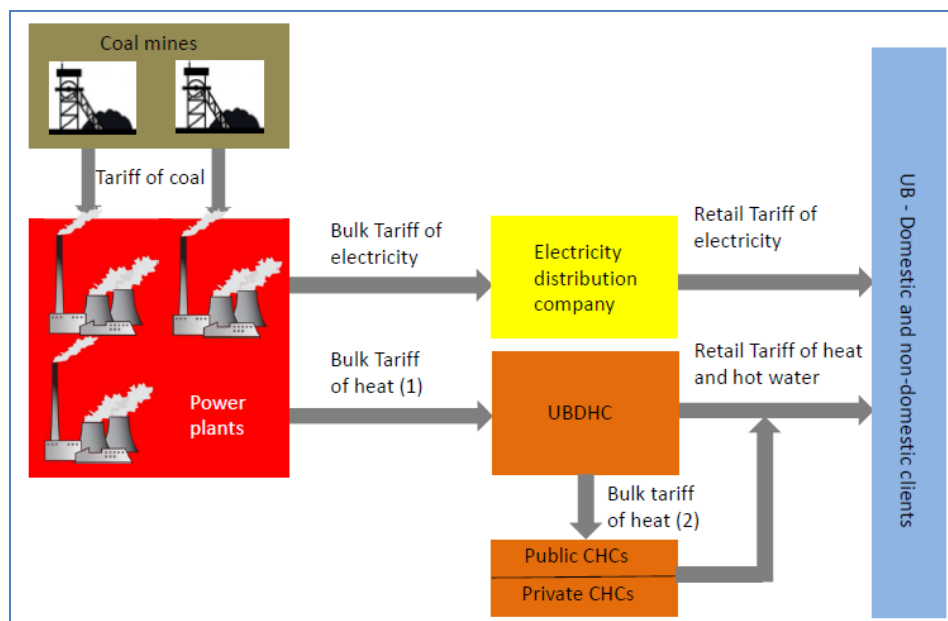 Coal mines
Tariff of coal
Power
plants
Bulk Tariff of
electricity
Electricity
distribution
company
Retail Tariff of
electricity
Bulk Tariff
of heat (1)
UBDHC
Retail Tariff of heat
and hot water
Bulk tariff
of heat (2)
Public CHCs
Private CHCs
UB - Domestic and non-domestic clients